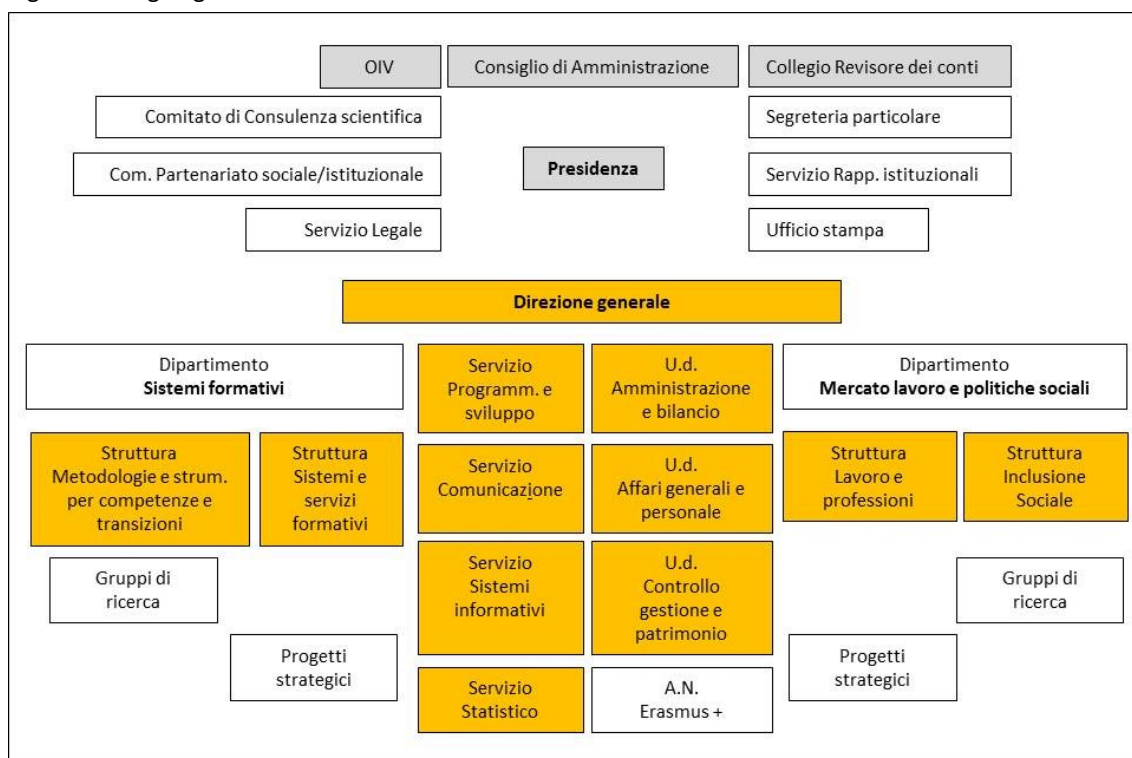 OIV
Consiglio di Amministrazione
Collegio Revisore dei conti
Comitato di Consulenza scientifica
Segreteria particolare
Com. Partenariato sociale/istituzionale
Presidenza
Servizio Rapp. istituzionali
Servizio Legale
Ufficio stampa
Direzione generale
Dipartimento
Sistemi formativi
Servizio
Programm. e
sviluppo
U.d.
Amministrazione
e bilancio
Dipartimento
Mercato lavoro e politiche sociali
Struttura
Metodologie e strum.
per competenze e
transizioni
Struttura
Sistemi e
servizi
formativi
Servizio
Comunicazione
U.d.
Affari generali e
personale
Struttura
Lavoro e
professioni
Struttura
Inclusione
Sociale
Gruppi di
ricerca
Servizio
Sistemi
informativi
U.d.
Controllo
gestione e
patrimonio
Gruppi di
ricerca
Progetti
strategici
Servizio
Statistico
A.N.
Erasmus +
Progetti
strategici